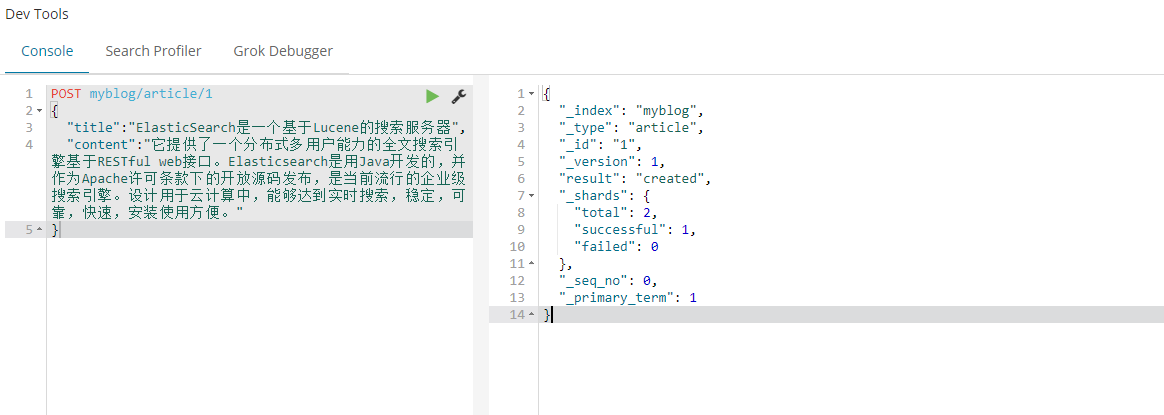 Dev Tools
Console
Search Profiler
Grok Debugger
1 POST myblog/article/1
2 {
3 "title":"ElasticSearch是一个基于Lucene的搜索服务器",
4 "content":"它提供了一个分布式多用户能力的全文搜索引
擎基于RESTful web接口。Elasticsearch是用Java开发的，并
作为Apache许可条款下的开放源码发布，是当前流行的企业级
搜索引擎。设计用于云计算中，能够达到实时搜索，稳定，可
靠，快速，安装使用方便。"
5 }
1 {
2 "_index": "myblog",
3 "_type": "article",
4 "_id": "1",
5 "_version": 1,
6 "result": "created",
7 "_shards": {
8 "total": 2,
9 "successful": 1,
10 "failed": 0
11 },
12 "_seq_no": 0,
13 "_primary_term": 1
14 }